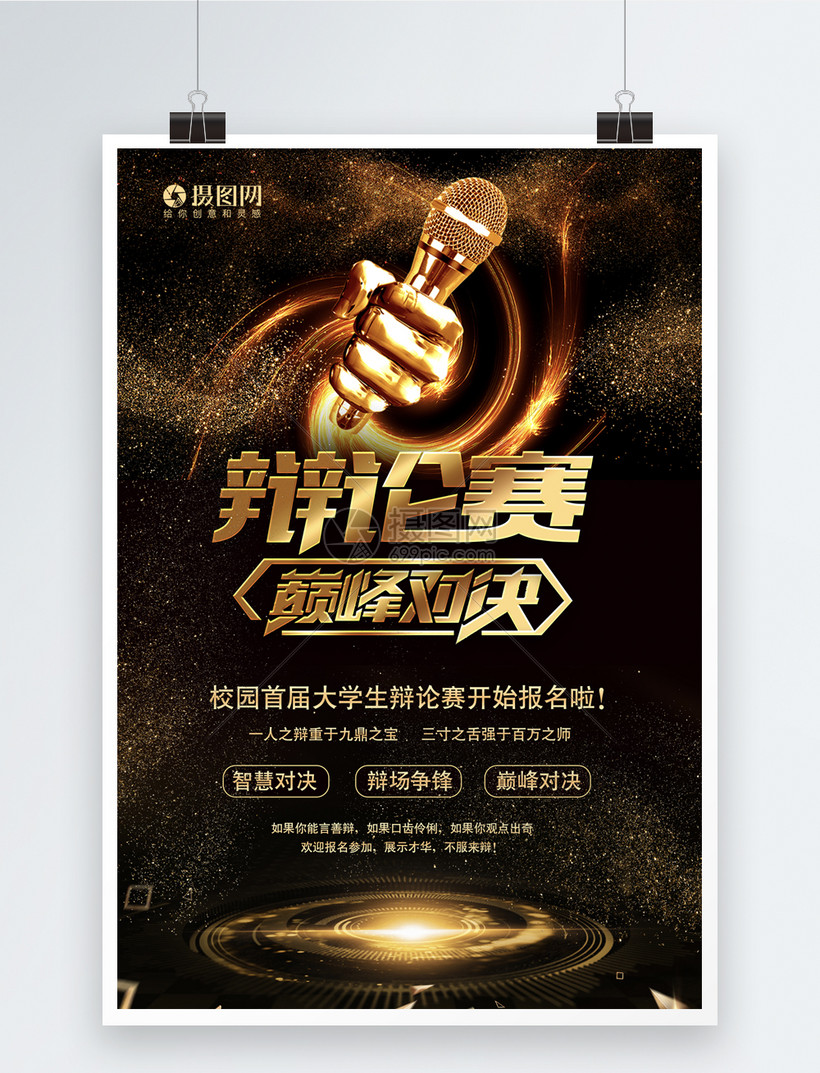 摄图网
给你创意和灵感
辩论赛
摄图网
699pic.com
巅峰对决
校园首届大学生辩论赛开始报名啦!
一人之辩重于九鼎之宝 三寸之舌强于百万之师
智慧对决 辩场争锋 巅峰对决
如果你能言善辩，如果口齿伶俐，如果你观点出奇
欢迎报名参加，展示才华，不服来辩!